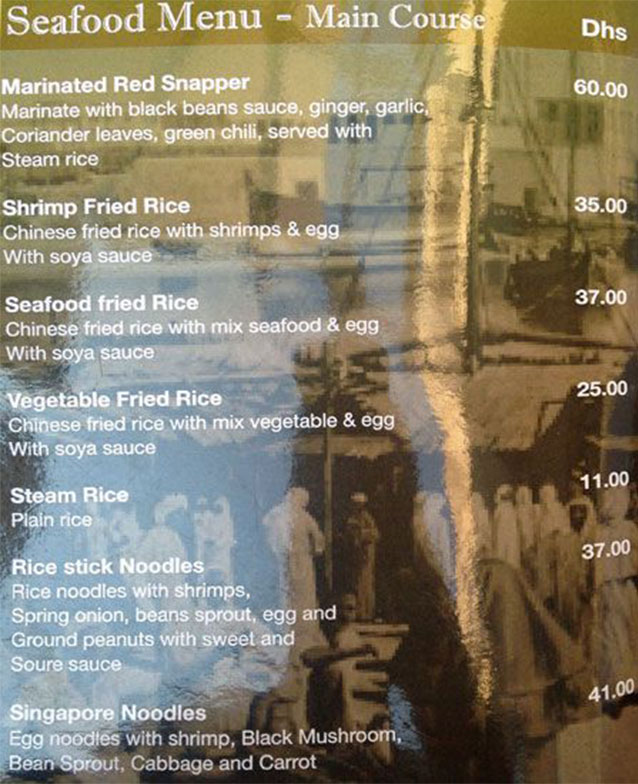 Seafood Menu - Main Course Dhs
Marinated Red Snapper 60.00
Marinate with black beans sauce, ginger, garlic,
Coriander leaves, green chili, served with
Steam rice
Shrimp Fried Rice 35.00
Chinese fried rice with shrimps & egg
With soya sauce
Seafood fried Rice 37.00
Chinese fried rice with mix seafood & egg
With soya sauce
Vegetable Fried Rice 25.00
Chinese fried rice with mix vegetable & egg
With soya sauce
Steam Rice 11.00
Plain rice
Rice stick Noodles 37.00
Rice noodles with shrimps,
Spring onion, beans sprout, egg and
Ground peanuts with sweet and
Soure sauce
Singapore Noodles 41.00
Egg noodles with shrimp, Black Mushroom,
Bean Sprout, Cabbage and Carrot